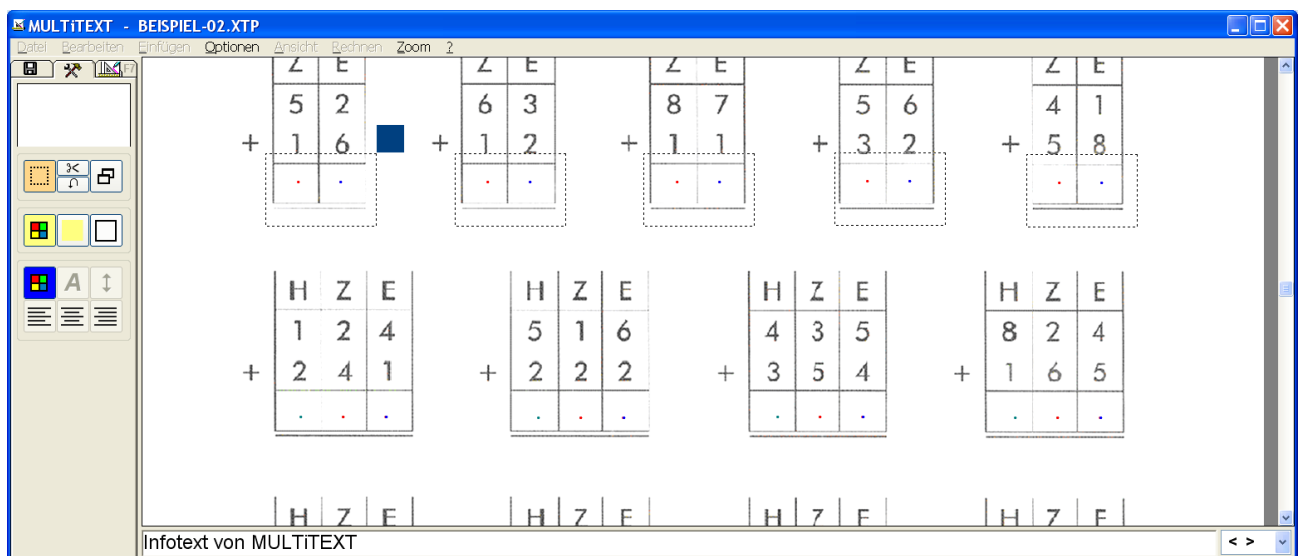 MULTiTEXT - BEISPIEL-02.XTP
Datei Bearbeiten Einfügen Optionen Ansicht Rechnen Zoom ?
F7
Z E Z E Z E Z E Z E
5 2 6 3 8 7 5 6 4 1
+ 1 6 + 1 2 + 1 1 + 3 2 + 5 8
A
H Z E H Z E H Z E H Z E
1 2 4 5 1 6 4 3 5 8 2 4
+ 2 4 1 + 2 2 2 + 3 5 4 + 1 6 5
H Z E H Z E H Z E H Z E
Infotext von MULTiTEXT
< >